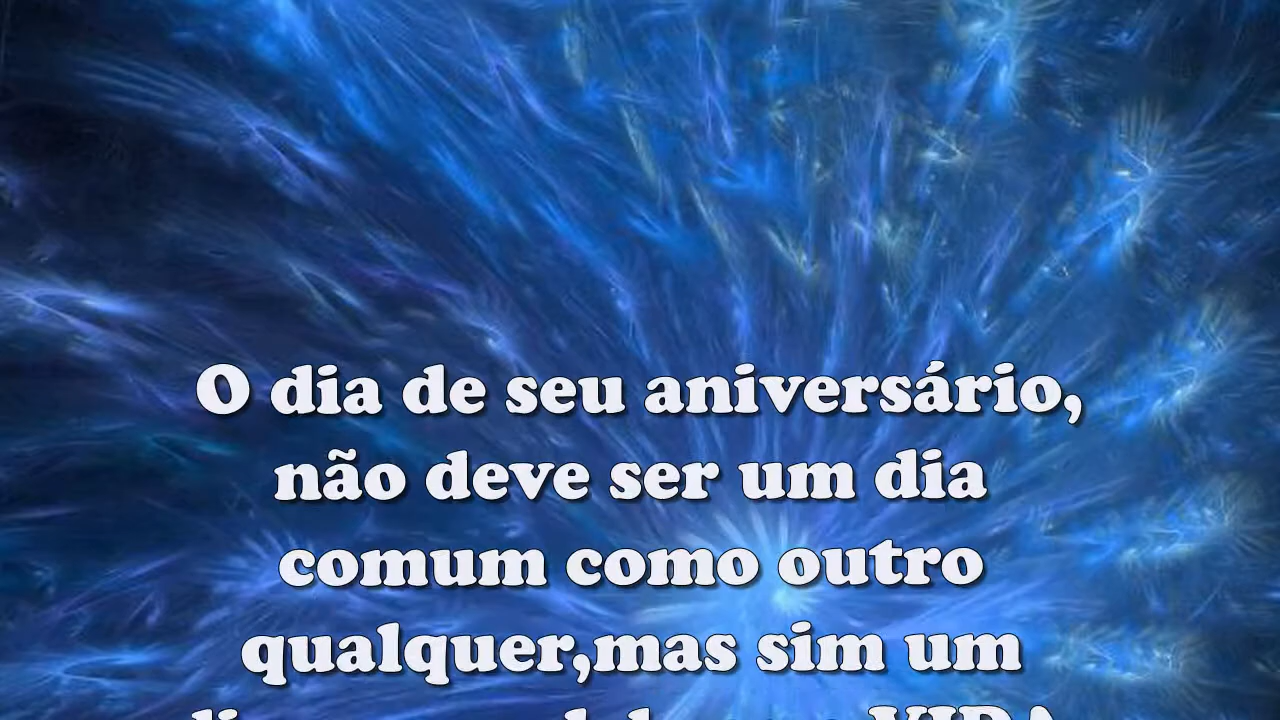 O dia de seu aniversário,
não deve ser um dia
comum como outro
qualquer,mas sim um